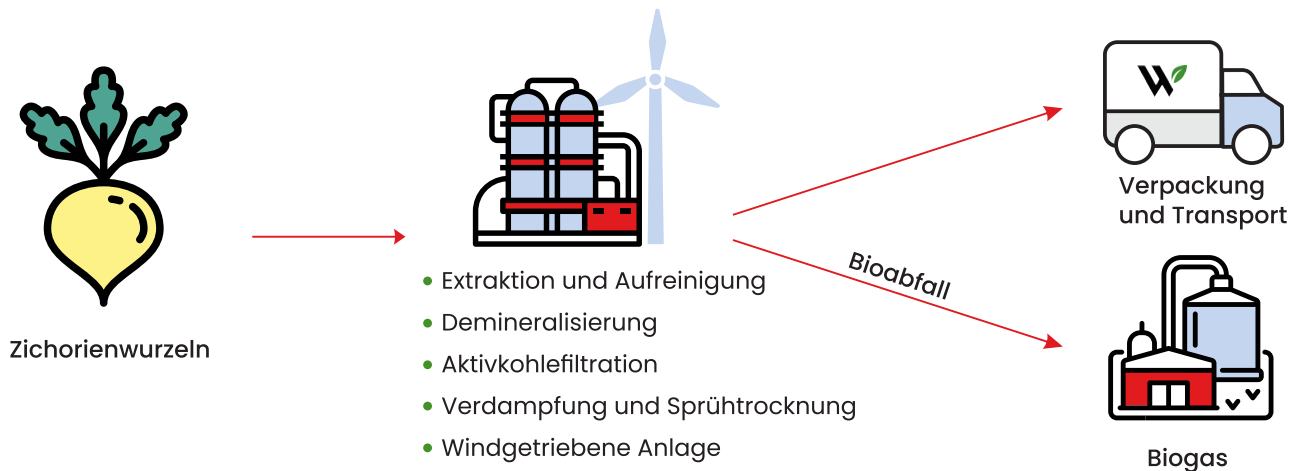 Zichorienwurzeln
Extraktion und Aufreinigung
Demineralisierung
Aktivkohlefiltration
Verdampfung und Sprühtrocknung
Windgetriebene Anlage
W
Verpackung
und Transport
Bioabfall
Biogas